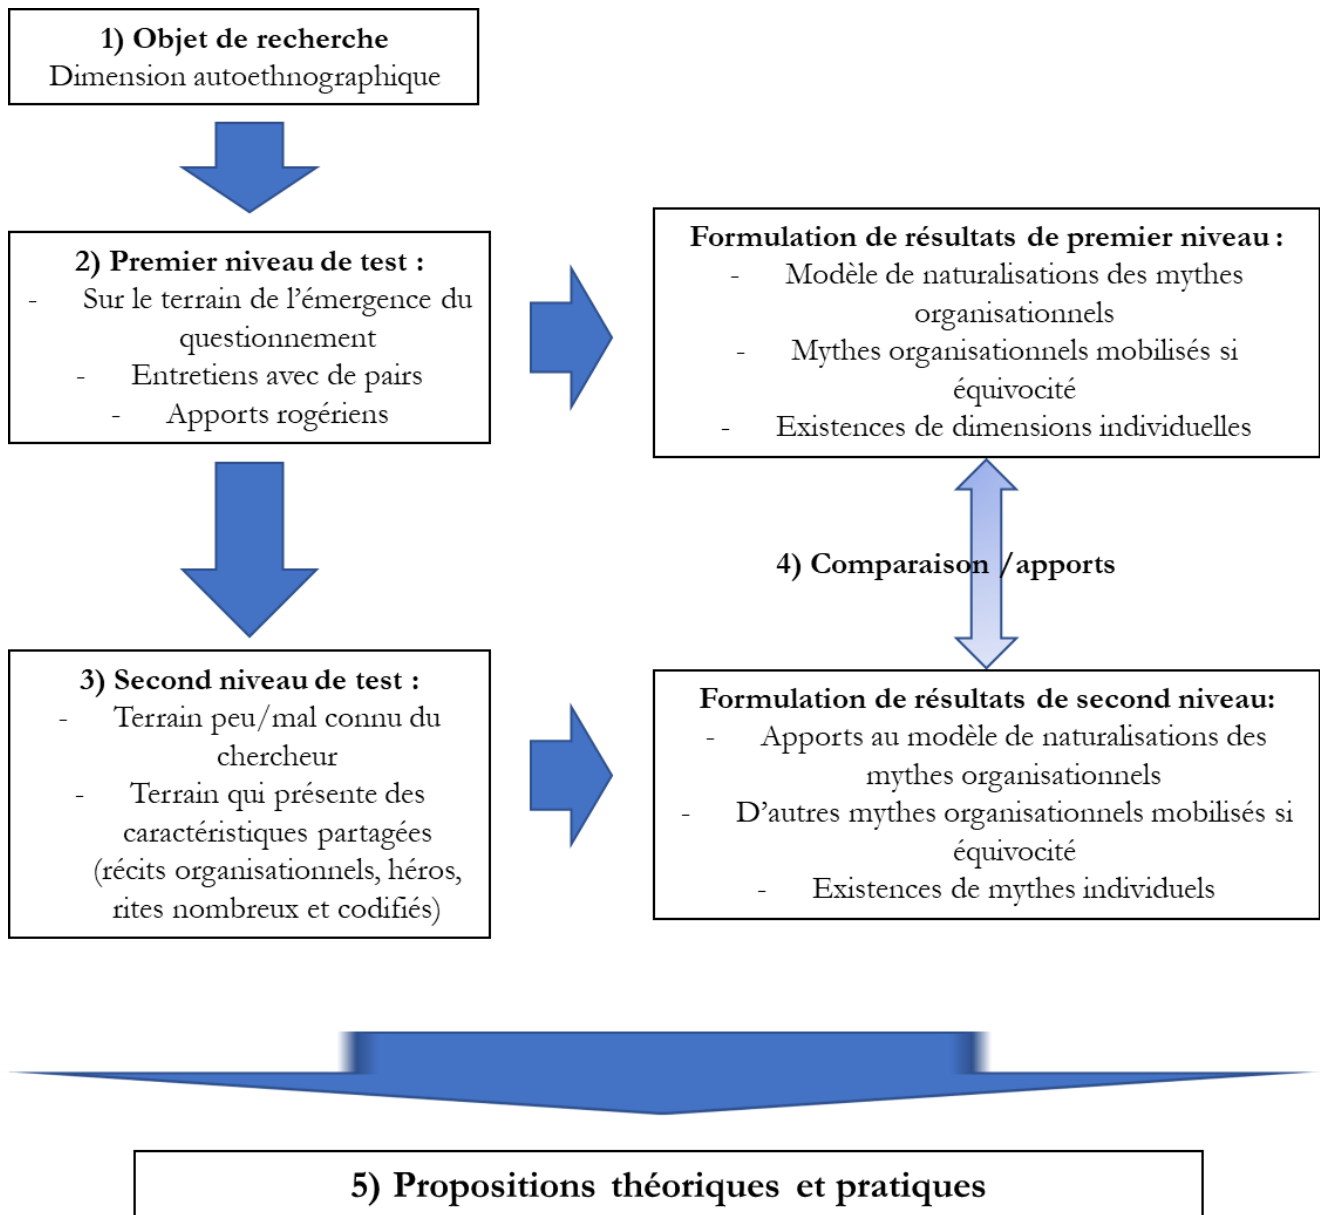 1) Objet de recherche
Dimension autoethnographique
2) Premier niveau de test :
- Sur le terrain de l’émergence du
questionnement
- Entretiens avec de pairs
- Apports rogériens
Formulation de résultats de premier niveau :
- Modèle de naturalisations des mythes
organisationnels
- Mythes organisationnels mobilisés si
équivocité
- Existences de dimensions individuelles
4) Comparaison /apports
3) Second niveau de test :
- Terrain peu/mal connu du
chercheur
- Terrain qui présente des
caractéristiques partagées
(récits organisationnels, héros,
rites nombreux et codifiés)
Formulation de résultats de second niveau:
- Apports au modèle de naturalisations des
mythes organisationnels
- D’autres mythes organisationnels mobilisés si
équivocité
- Existences de mythes individuels
5) Propositions théoriques et pratiques